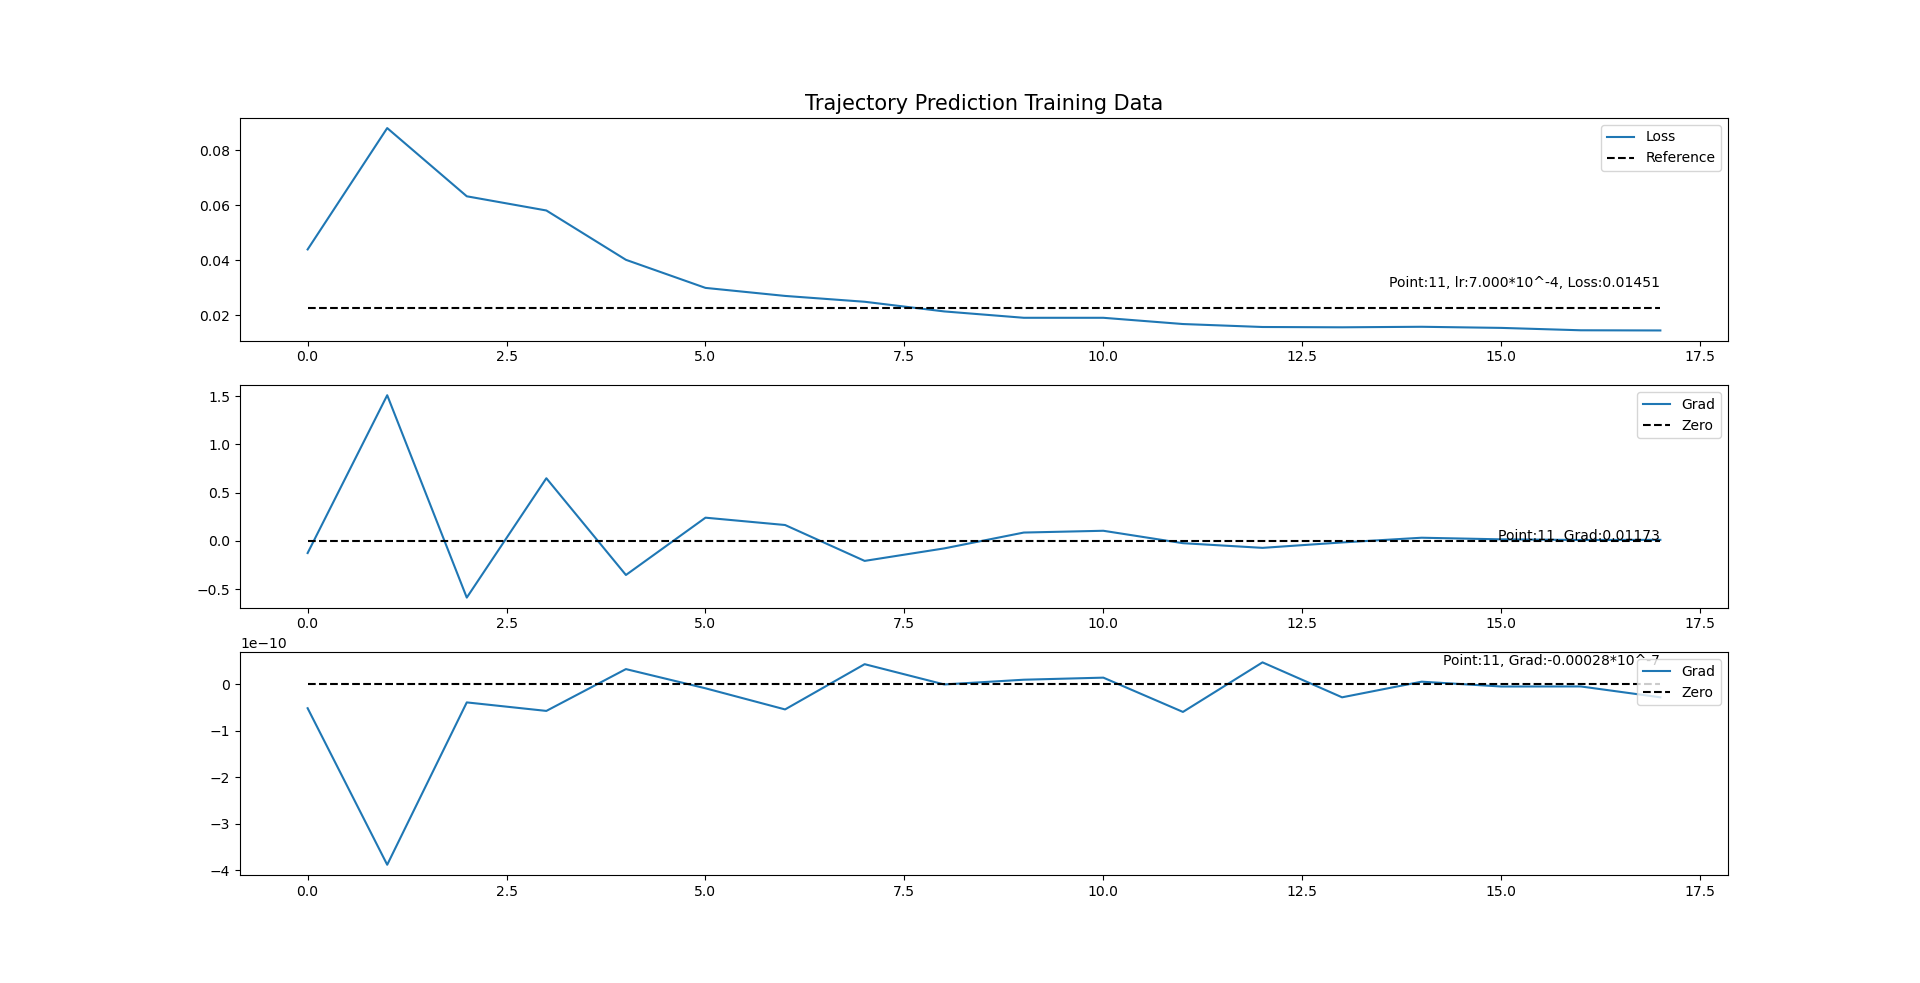 Trajectory Prediction Training Data
Loss
Reference
0.08
0.06
0.04
0.02
Point:11, lr:7.000*10^-4, Loss:0.01451
0.0 2.5 5.0 7.5 10.0 12.5 15.0 17.5
Grad
Zero
1.5
1.0
0.5
0.0
−0.5
Point:11, Grad:0.01173
0.0 2.5 5.0 7.5 10.0 12.5 15.0 17.5
1e−10
Point:11, Grad:-0.00028*10^-7
Grad
Zero
0
−1
−2
−3
−4
0.0 2.5 5.0 7.5 10.0 12.5 15.0 17.5